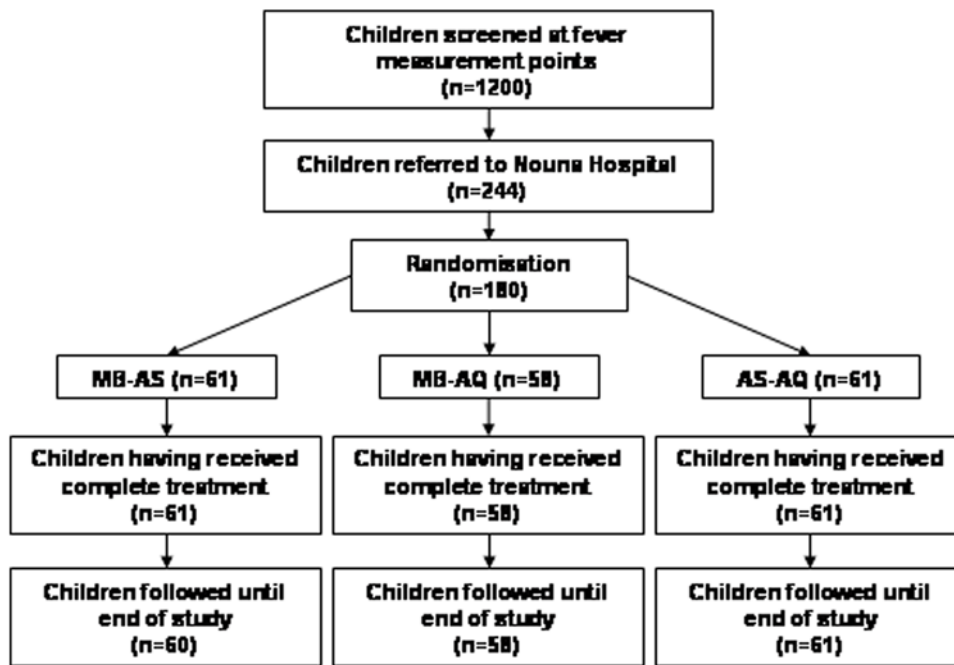 Children screened at fever
measurement points
(n=1200)
Children referred to Nouna Hospital
(n=244)
Randomisation
(n=180)
MB-AS (n=61)
MB-AQ (n=58)
AS-AQ (n=61)
Children having received
complete treatment
(n=61)
Children having received
complete treatment
(n=58)
Children having received
complete treatment
(n=61)
Children followed until
end of study
(n=60)
Children followed until
end of study
(n=58)
Children followed until
end of study
(n=61)